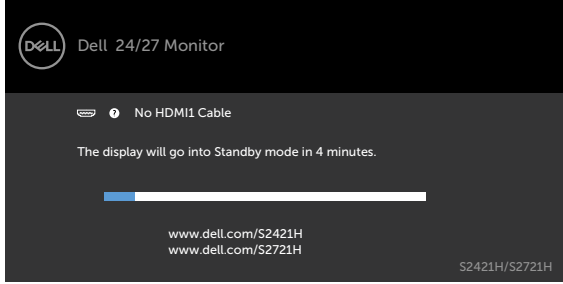 DELL Dell 24/27 Monitor
? No HDMI1 Cable
The display will go into Standby mode in 4 minutes.
www.dell.com/S2421H
www.dell.com/S2721H
S2421H/S2721H